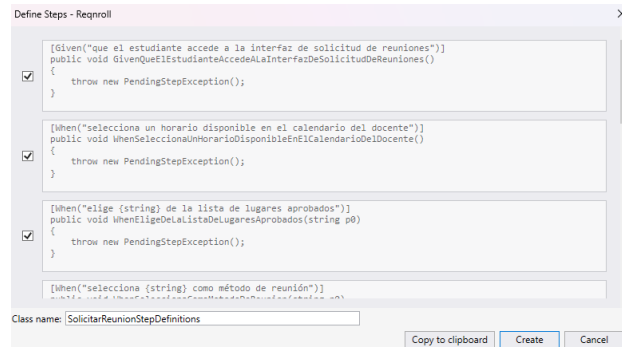 Define Steps - Reqnroll
[Given("que el estudiante accede a la interfaz de solicitud de reuniones")]
public void GivenQueElEstudianteAccedeALaInterfazDeSolicitudDeReuniones()
{
throw new PendingStepException();
}
[When("selecciona un horario disponible en el calendario del docente")]
public void WhenSeleccionaUnHorarioDisponibleEnElCalendarioDelDocente()
{
throw new PendingStepException();
}
[When("elige {string} de la lista de lugares aprobados")]
public void WhenEligeDeLaListaDeLugaresAprobados(string p0)
{
throw new PendingStepException();
}
[When("selecciona {string} como método de reunión")]
Class name: SolicitarReunionStepDefinitions
Copy to clipboard Create Cancel